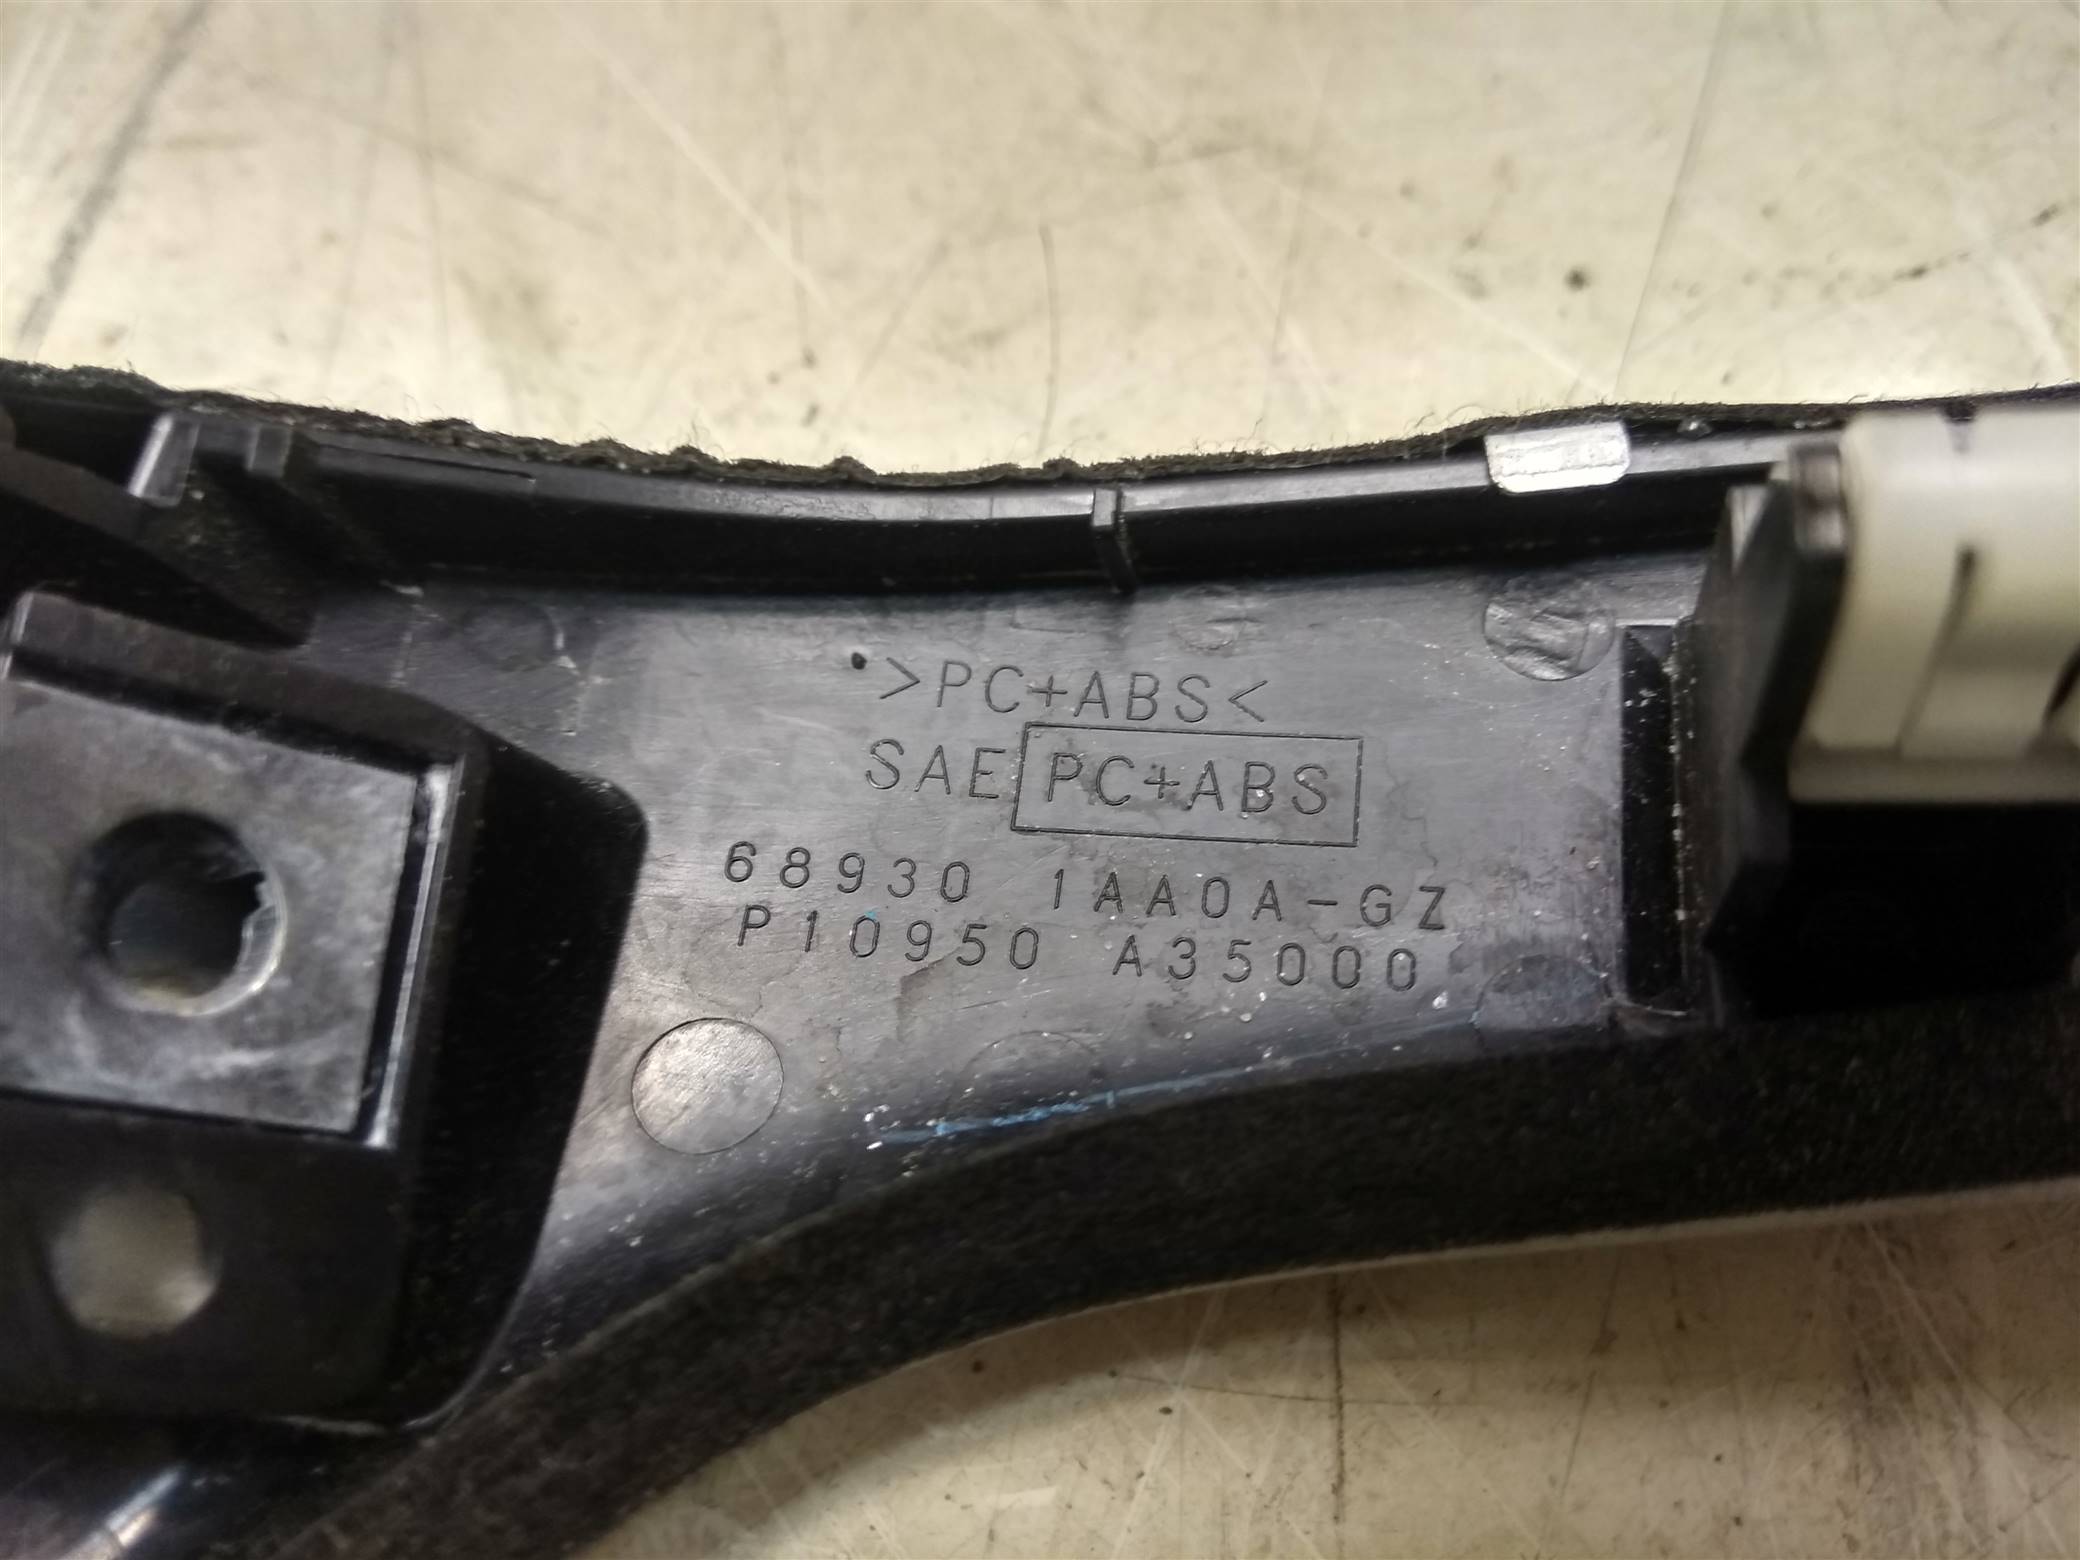 >PC+ABS<
SAE PC+ABS
68930 1AA0A-GZ
P10950 A35000